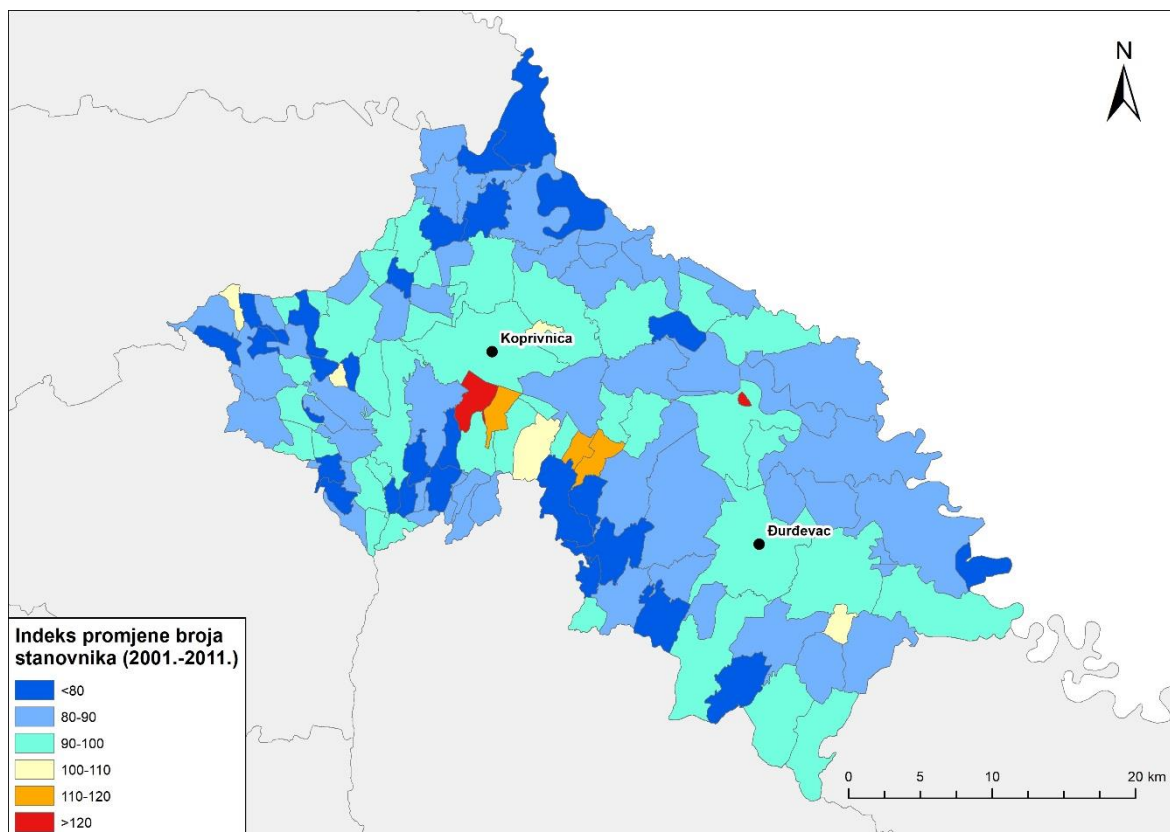 N
Koprivnica
Đurđevac
Indeks promjene broja
stanovnika (2001.-2011.)
<80
80-90
90-100
100-110
110-120
>120
0 5 10 20 km